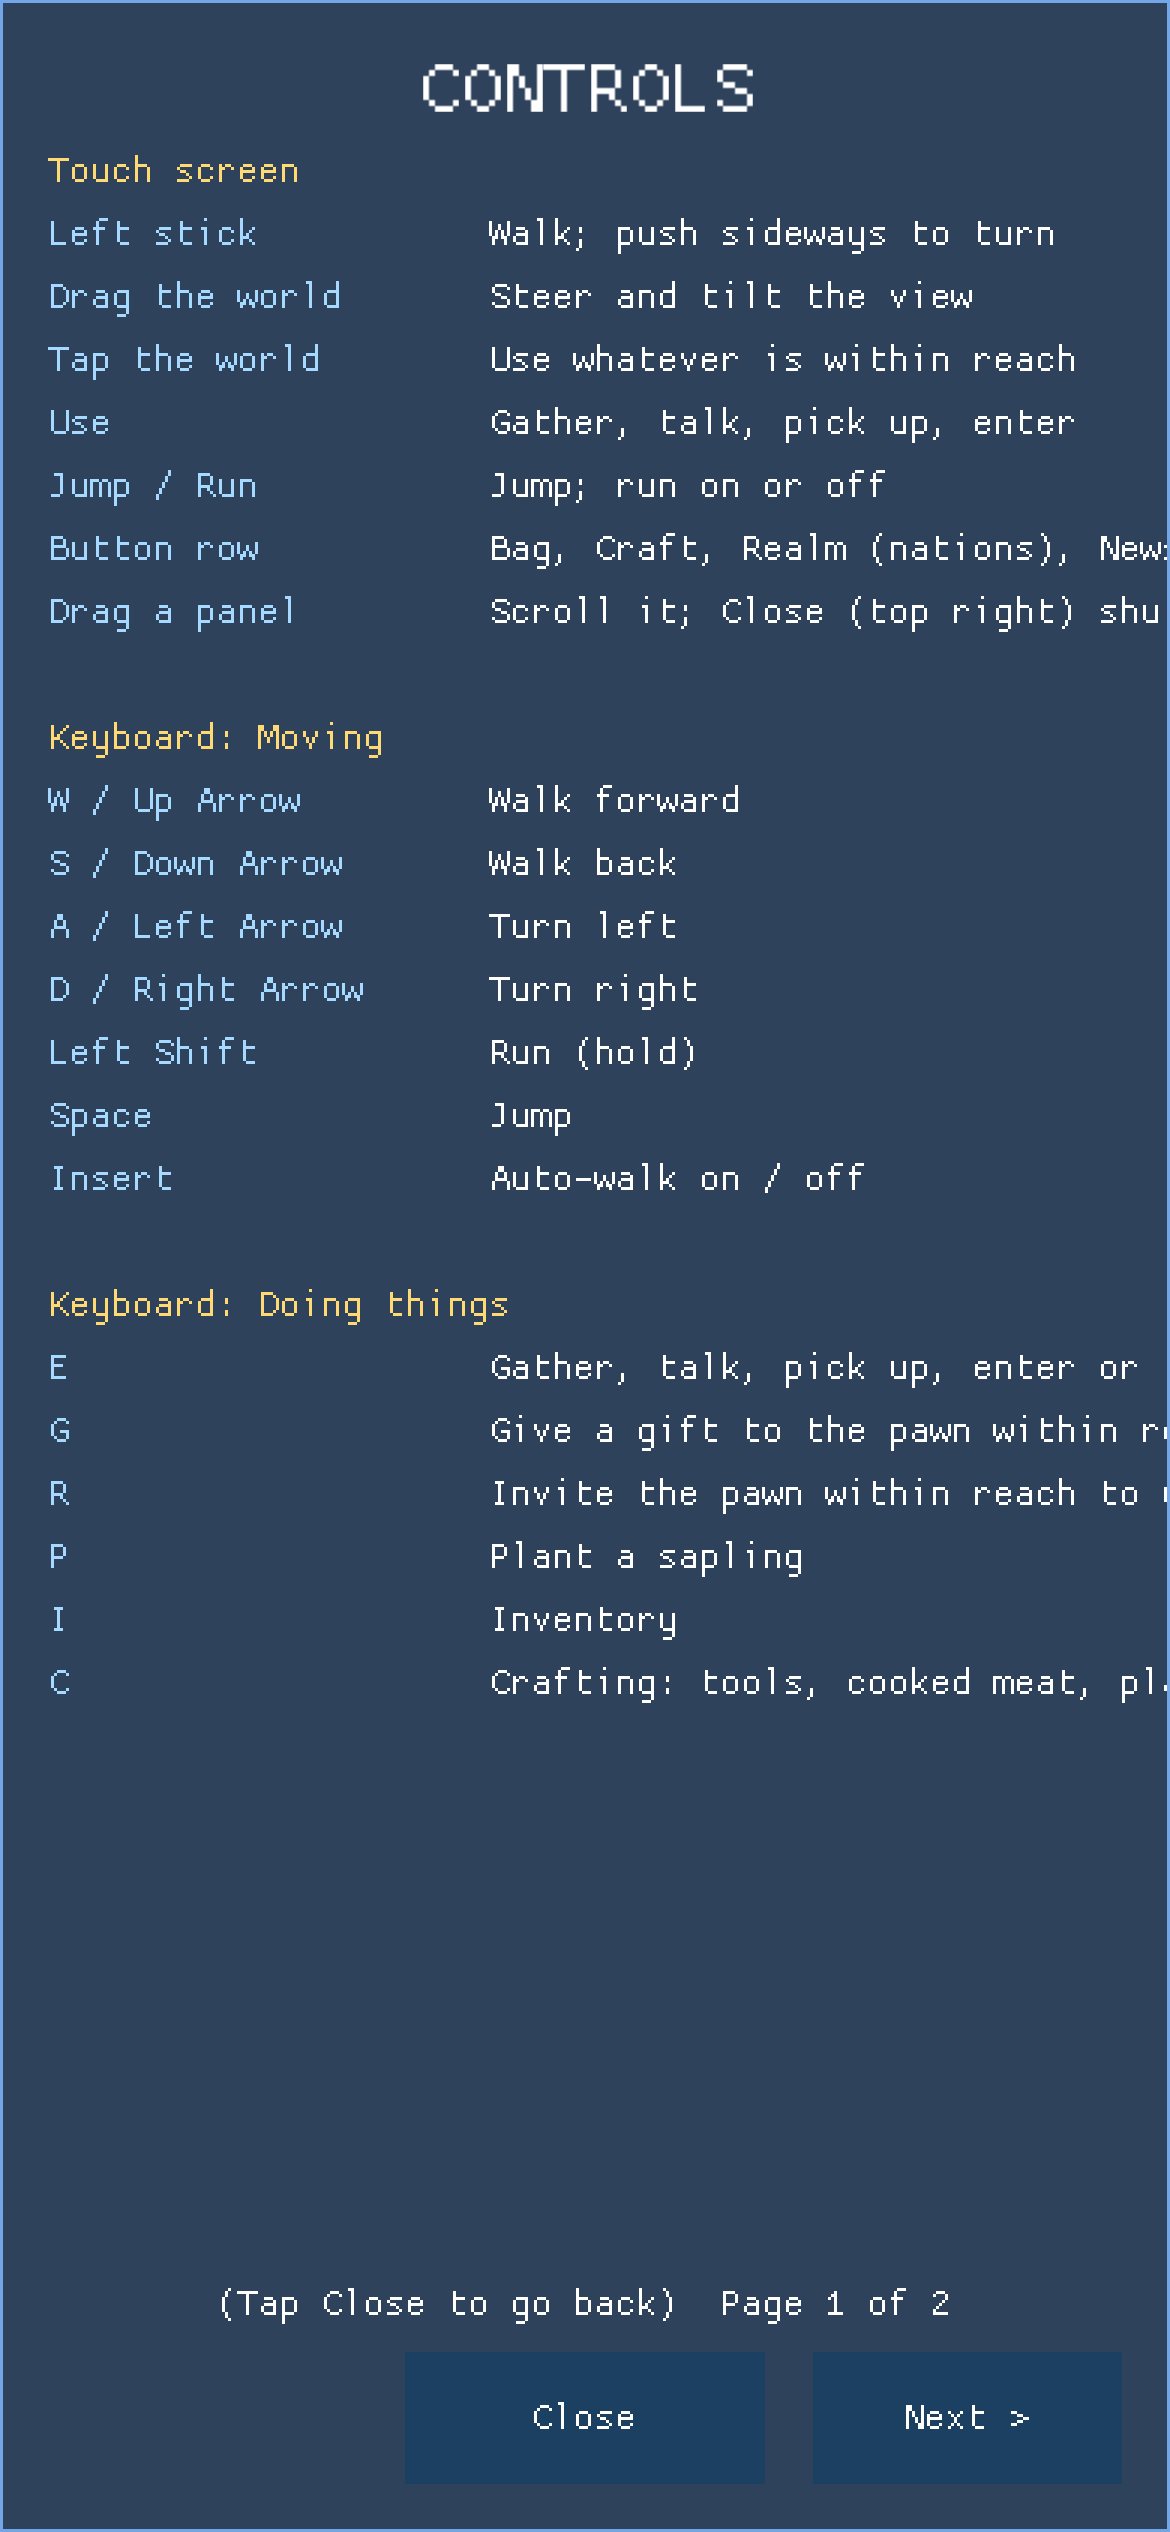 CONTROLS
Touch screen
Left stick Walk; push sideways to turn
Drag the world Steer and tilt the view
Tap the world Use whatever is within reach
Use Gather, talk, pick up, enter
Jump / Run Jump; run on or off
Button row Bag, Craft, Realm (nations),
Drag a panel Scroll it; Close (top right) shu
Keyboard: Moving
W / Up Arrow Walk forward
S / Down Arrow Walk back
A / Left Arrow Turn left
D / Right Arrow Turn right
Left Shift Run (hold)
Space Jump
Insert Auto-walk on / off
Keyboard: Doing things
E Gather, talk, pick up, enter or
G Give a gift to the pawn within
R Invite the pawn within reach to
P Plant a sapling
I Inventory
C Crafting: tools, cooked meat,
(Tap Close to go back) Page 1 of 2
Close Next >